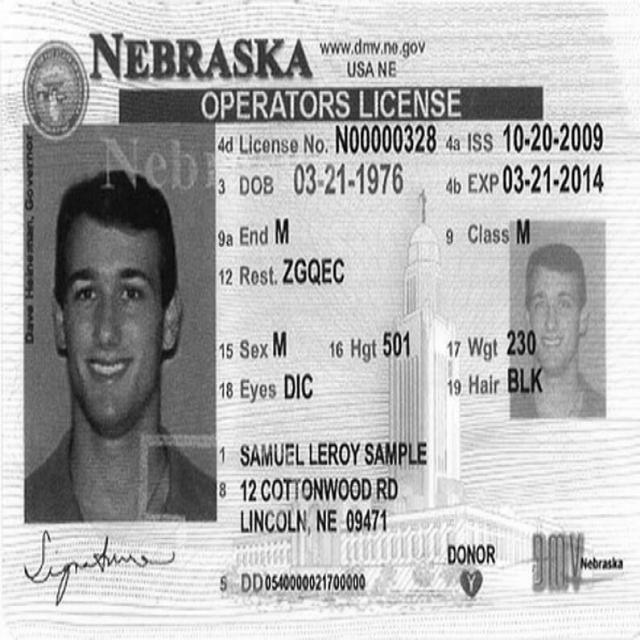 NEBRASKA www.dmv.ne.gov
USA NE
OPERATORS LICENSE
4d License No. N00000328 4a ISS 10-20-2009
3 DOB 03-21-1976 4b EXP 03-21-2014
9a End M 9 Class M
12 Rest. ZGQEC
15 Sex M 16 Hgt 501 17 Wgt 230
18 Eyes DIC 19 Hair BLK
1 SAMUEL LEROY SAMPLE
8 12 COTTONWOOD RD
LINCOLN, NE 09471
DONOR
Y
5 DD 0540000021700000
DMV Nebraska
Dave Heineman, Governor
Neb
Signature